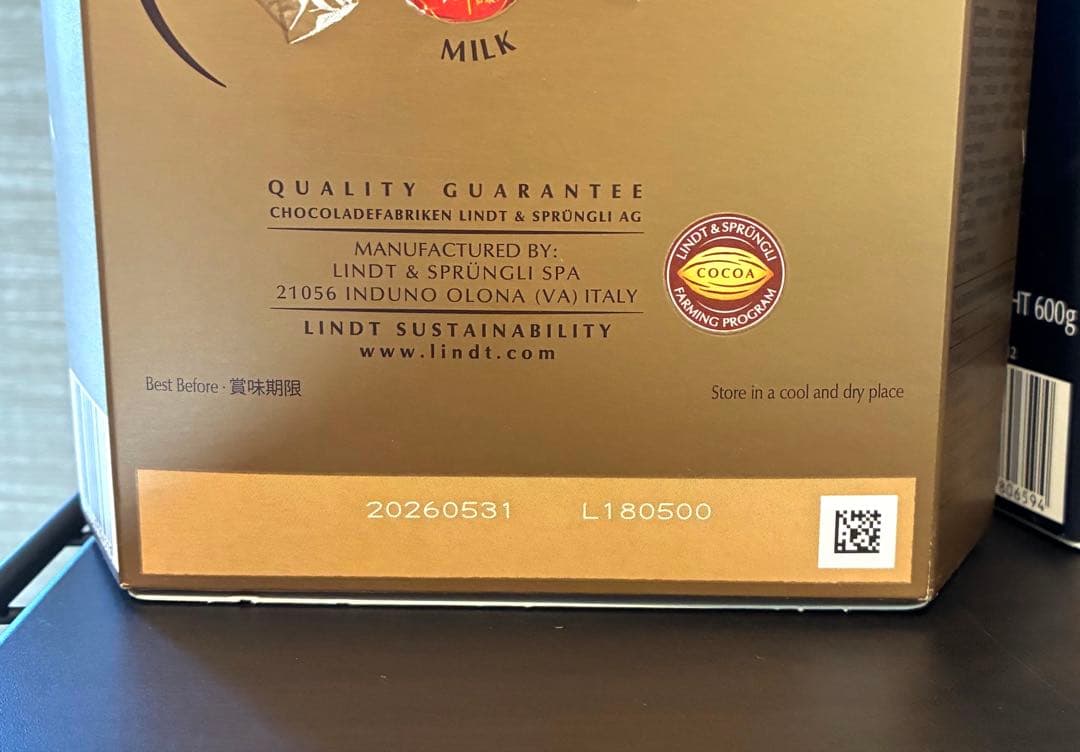 MILK
QUALITY GUARANTEE
CHOCOLADEFABRIKEN LINDT & SPRÜNGLI AG
MANUFACTURED BY:
LINDT & SPRÜNGLI SPA
21056 INDUNO OLONA (VA) ITALY
LINDT SUSTAINABILITY
www.lindt.com
LINDT & SPRÜNGLI
COCOA
FARMING PROGRAM
Best Before · 賞味期限
Store in a cool and dry place
20260531 L180500
HT 600g
806594